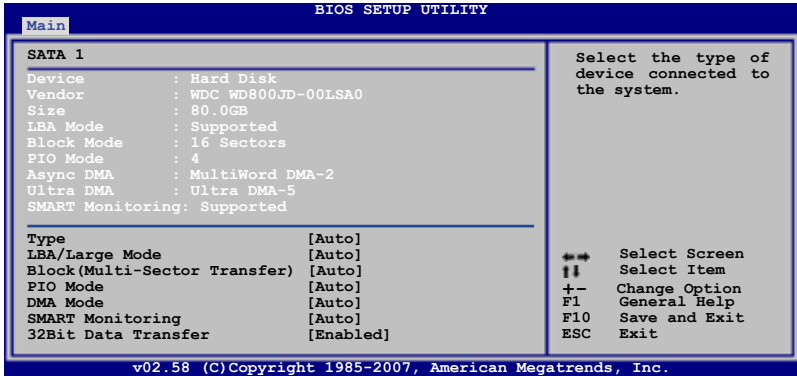 BIOS SETUP UTILITY
Main
SATA 1
Device : Hard Disk
Vendor : WDC WD800JD-00LSA0
Size : 80.0GB
LBA Mode : Supported
Block Mode : 16 Sectors
PIO Mode : 4
Async DMA : MultiWord DMA-2
Ultra DMA : Ultra DMA-5
SMART Monitoring: Supported
Type [Auto]
LBA/Large Mode [Auto]
Block(Multi-Sector Transfer) [Auto]
PIO Mode [Auto]
DMA Mode [Auto]
SMART Monitoring [Auto]
32Bit Data Transfer [Enabled]
Select the type of
device connected to
the system.
Select Screen
Select Item
+- Change Option
F1 General Help
F10 Save and Exit
ESC Exit
v02.58 (C)Copyright 1985-2007, American Megatrends, Inc.